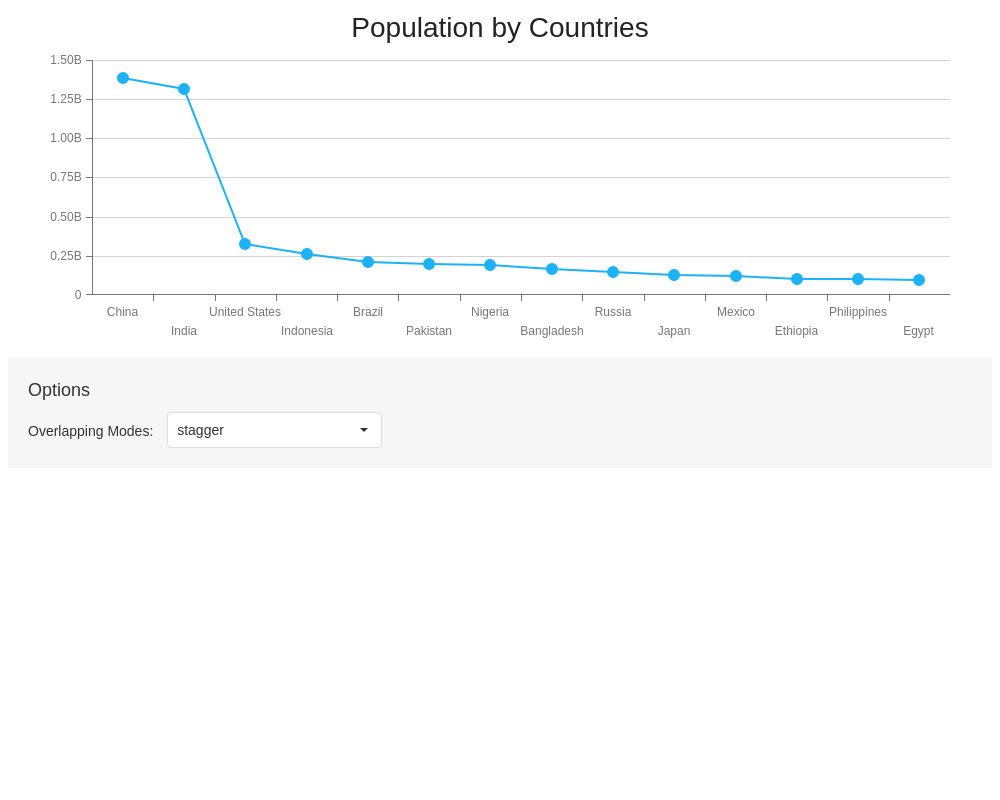 Population by Countries
1.50B
1.25B
1.00B
0.75B
0.50B
0.25B
0
China United States Brazil Nigeria Russia Mexico Philippines
India Indonesia Pakistan Bangladesh Japan Ethiopia Egypt
Options
Overlapping Modes: stagger